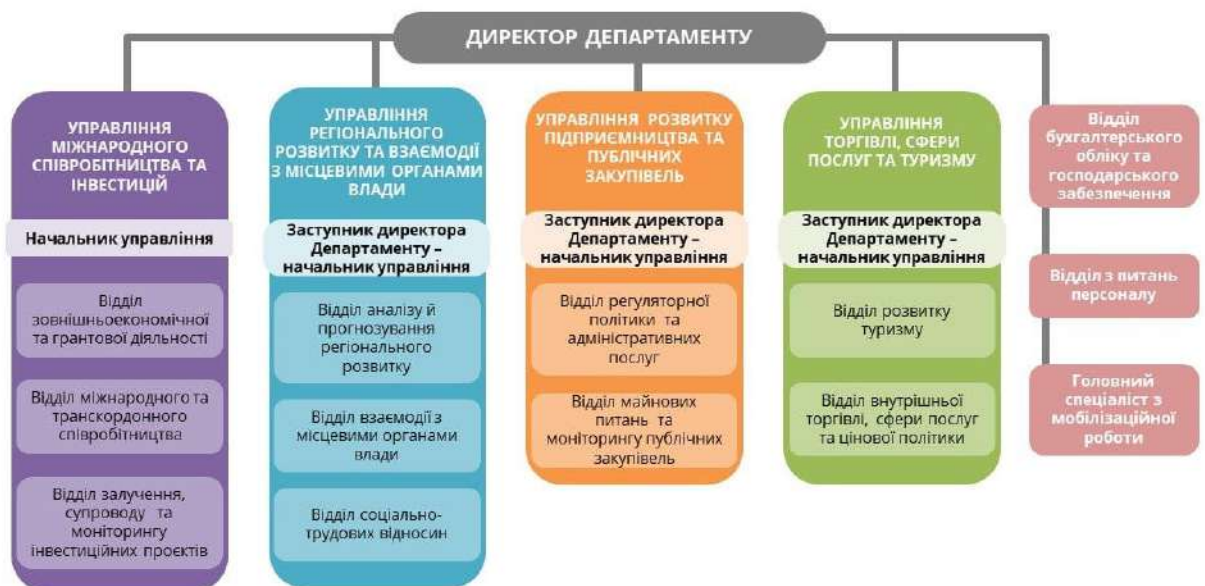 ДИРЕКТОР ДЕПАРТАМЕНТУ
УПРАВЛІННЯ
МІЖНАРОДНОГО
СПІВРОБІТНИЦТВА ТА
ІНВЕСТИЦІЙ
Начальник управління
Відділ
зовнішньоекономічної
та грантової діяльності
Відділ міжнародного та
транскордонного
співробітництва
Відділ залучення,
супроводу та
моніторингу
інвестиційних проєктів
УПРАВЛІННЯ
РЕГІОНАЛЬНОГО
РОЗВИТКУ ТА ВЗАЄМОДІЇ
З МІСЦЕВИМИ ОРГАНАМИ
ВЛАДИ
Заступник директора
Департаменту –
начальник управління
Відділ аналізу й
прогнозування
регіонального
розвитку
Відділ взаємодії з
місцевими органами
влади
Відділ соціально-
трудових відносин
УПРАВЛІННЯ РОЗВИТКУ
ПІДПРИЄМНИЦТВА ТА
ПУБЛІЧНИХ
ЗАКУПІВЕЛЬ
Заступник директора
Департаменту –
начальник управління
Відділ регуляторної
політики та
адміністративних
послуг
Відділ майнових
питань та
моніторингу публічних
закупівель
УПРАВЛІННЯ
ТОРГІВЛІ, СФЕРИ
ПОСЛУГ ТА ТУРИЗМУ
Заступник директора
Департаменту –
начальник управління
Відділ розвитку
туризму
Відділ внутрішньої
торгівлі, сфери послуг
та цінової політики
Відділ
бухгалтерського
обліку та
господарського
забезпечення
Відділ з питань
персоналу
Головний
спеціаліст з
мобілізаційної
роботи